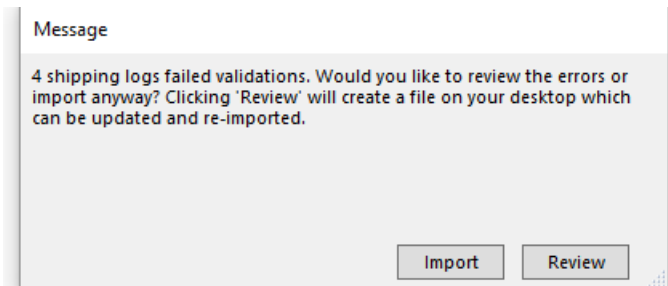 Message
4 shipping logs failed validations. Would you like to review the errors or
import anyway? Clicking 'Review' will create a file on your desktop which
can be updated and re-imported.
Import
Review